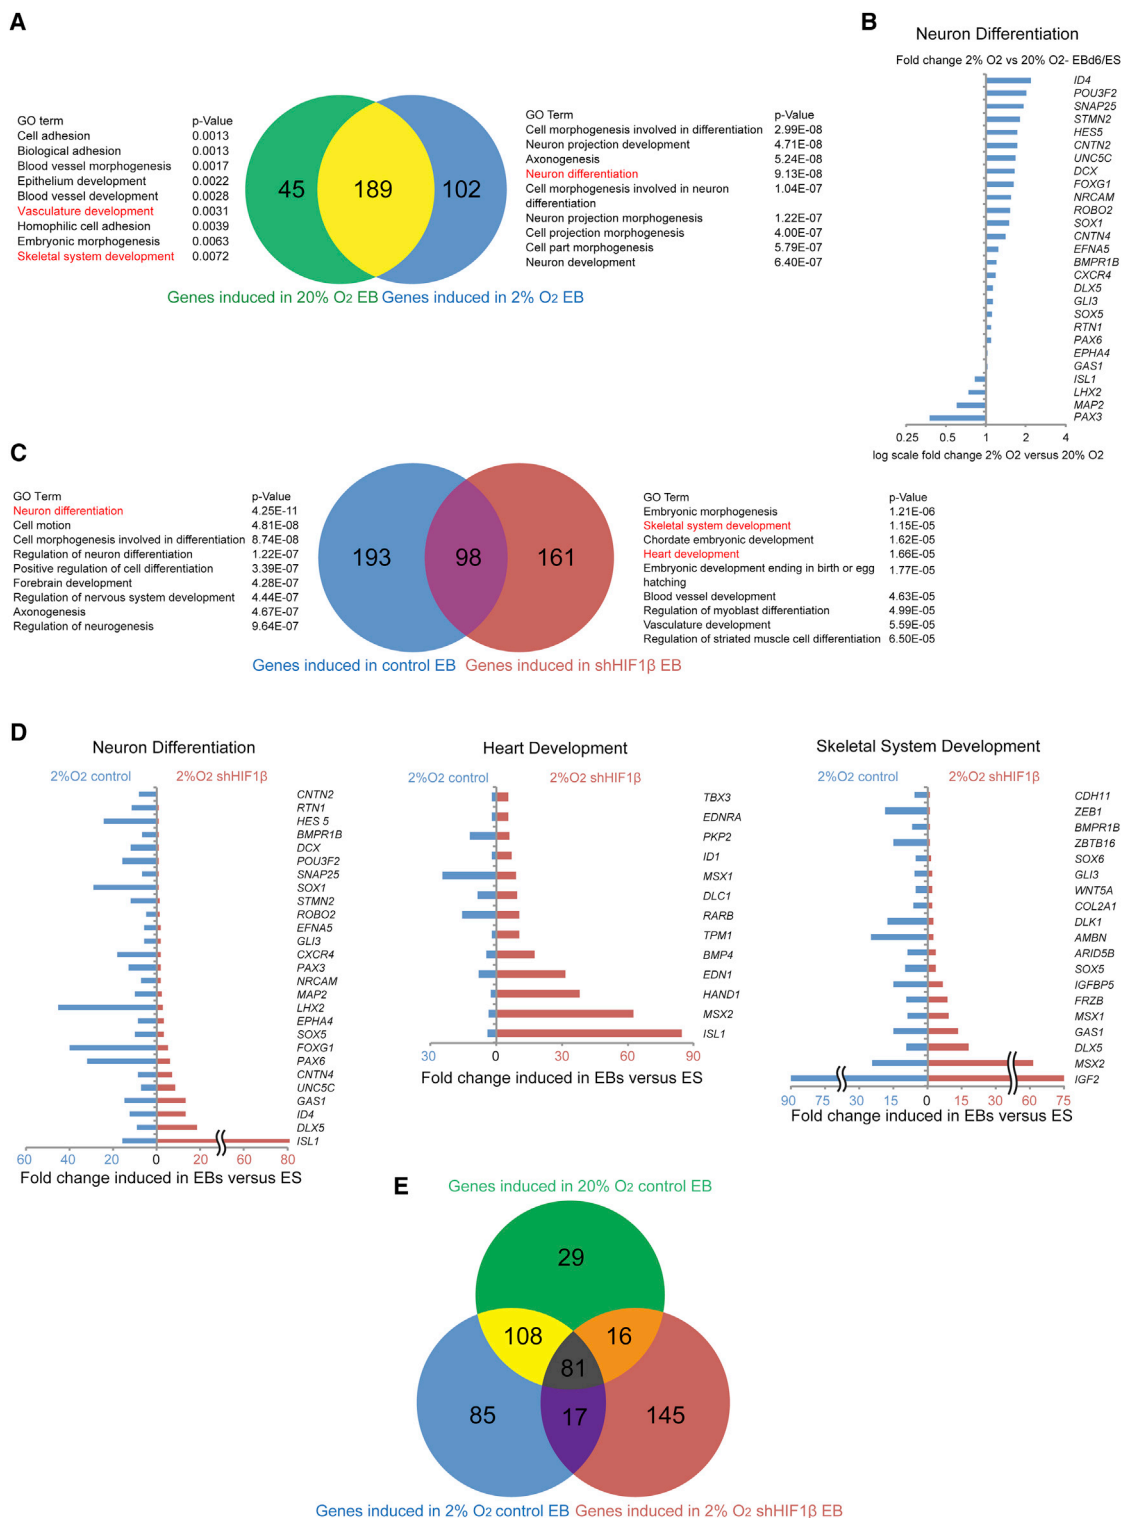 A
GO term p-Value
Cell adhesion 0.0013
Biological adhesion 0.0013
Blood vessel morphogenesis 0.0017
Epithelium development 0.0022
Blood vessel development 0.0028
Vasculature development 0.0031
Homophilic cell adhesion 0.0039
Embryonic morphogenesis 0.0063
Skeletal system development 0.0072
45 189 102
Genes induced in 20% O2 EB Genes induced in 2% O2 EB
GO Term p-Value
Cell morphogenesis involved in differentiation 2.99E-08
Neuron projection development 4.71E-08
Axonogenesis 5.24E-08
Neuron differentiation 9.13E-08
Cell morphogenesis involved in neuron 1.04E-07
differentiation
Neuron projection morphogenesis 1.22E-07
Cell projection morphogenesis 4.00E-07
Cell part morphogenesis 5.79E-07
Neuron development 6.40E-07
B
Neuron Differentiation
Fold change 2% O2 vs 20% O2- EBd6/ES
ID4
POU3F2
SNAP25
STMN2
HES5
CNTN2
UNC5C
DCX
FOXG1
NRCAM
ROBO2
SOX1
CNTN4
EFNA5
BMPR1B
CXCR4
DLX5
GLI3
SOX5
RTN1
PAX6
EPHA4
GAS1
ISL1
LHX2
MAP2
PAX3
0.25 0.5 1 2 4
log scale fold change 2% O2 versus 20% O2
C
GO Term p-Value
Neuron differentiation 4.25E-11
Cell motion 4.81E-08
Cell morphogenesis involved in differentiation 8.74E-08
Regulation of neuron differentiation 1.22E-07
Positive regulation of cell differentiation 3.39E-07
Forebrain development 4.28E-07
Regulation of nervous system development 4.44E-07
Axonogenesis 4.67E-07
Regulation of neurogenesis 9.64E-07
193 98 161
Genes induced in control EB Genes induced in shHIF1β EB
GO Term p-Value
Embryonic morphogenesis 1.21E-06
Skeletal system development 1.15E-05
Chordate embryonic development 1.62E-05
Heart development 1.66E-05
Embryonic development ending in birth or egg 1.77E-05
hatching
Blood vessel development 4.63E-05
Regulation of myoblast differentiation 4.99E-05
Vasculature development 5.59E-05
Regulation of striated muscle cell differentiation 6.50E-05
D
Neuron Differentiation
2%O2 control 2%O2 shHIF1β
CNTN2
RTN1
HES 5
BMPR1B
DCX
POU3F2
SNAP25
SOX1
STMN2
ROBO2
EFNA5
GLI3
CXCR4
PAX3
NRCAM
MAP2
LHX2
EPHA4
SOX5
FOXG1
PAX6
CNTN4
UNC5C
GAS1
ID4
DLX5
ISL1
60 40 20 0 20 60 80
Fold change induced in EBs versus ES
Heart Development
2%O2 control 2%O2 shHIF1β
TBX3
EDNRA
PKP2
ID1
MSX1
DLC1
RARB
TPM1
BMP4
EDN1
HAND1
MSX2
ISL1
30 0 30 60 90
Fold change induced in EBs versus ES
Skeletal System Development
2%O2 control 2%O2 shHIF1β
CDH11
ZEB1
BMPR1B
ZBTB16
SOX6
GLI3
WNT5A
COL2A1
DLK1
AMBN
ARID5B
SOX5
IGFBP5
FRZB
MSX1
GAS1
DLX5
MSX2
IGF2
90 75 30 15 0 15 30 60 75
Fold change induced in EBs versus ES
E
Genes induced in 20% O2 control EB
29
108 16
81
85 17 145
Genes induced in 2% O2 control EB Genes induced in 2% O2 shHIF1β EB